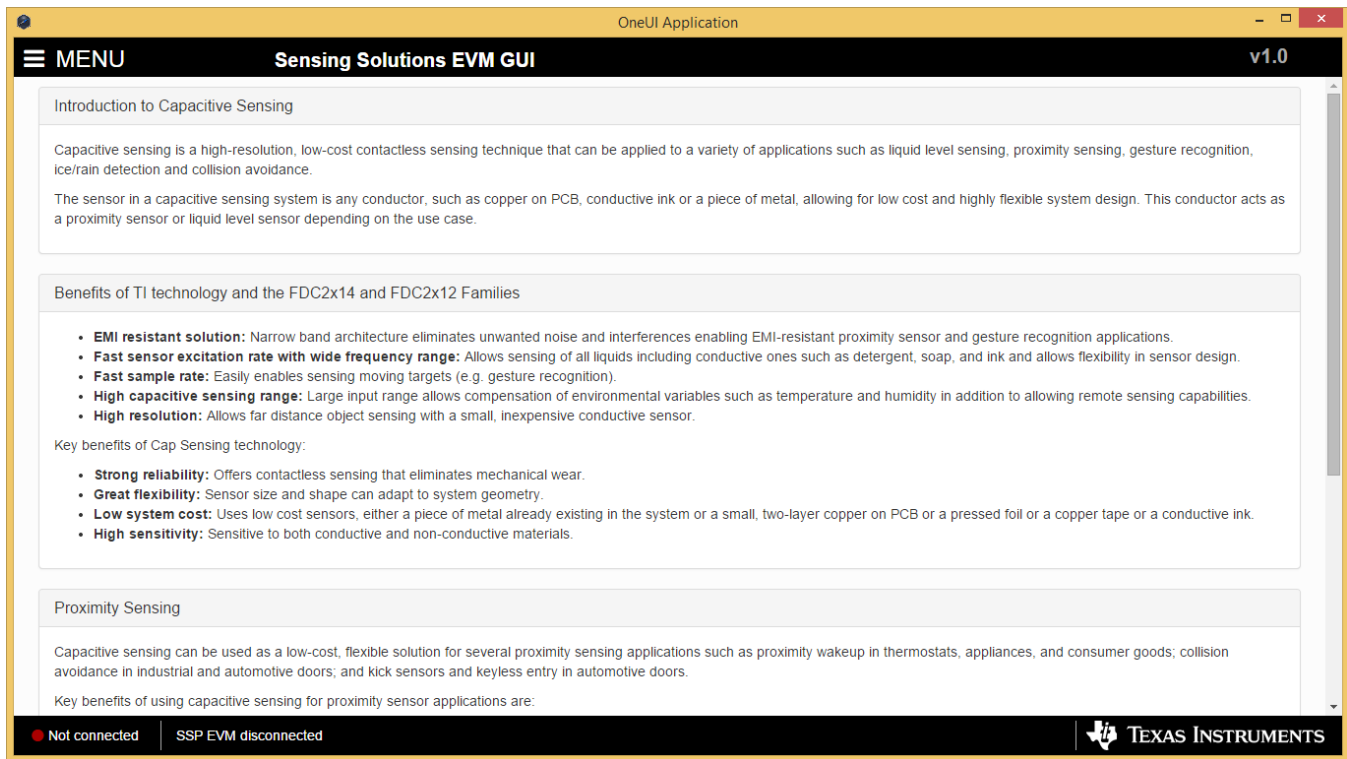 OneUI Application
MENU
Sensing Solutions EVM GUI
v1.0
Introduction to Capacitive Sensing
Capacitive sensing is a high-resolution, low-cost contactless sensing technique that can be applied to a variety of applications such as liquid level sensing, proximity sensing, gesture recognition,
ice/rain detection and collision avoidance.
The sensor in a capacitive sensing system is any conductor, such as copper on PCB, conductive ink or a piece of metal, allowing for low cost and highly flexible system design. This conductor acts as
a proximity sensor or liquid level sensor depending on the use case.
Benefits of TI technology and the FDC2x14 and FDC2x12 Families
• EMI resistant solution: Narrow band architecture eliminates unwanted noise and interferences enabling EMI-resistant proximity sensor and gesture recognition applications.
• Fast sensor excitation rate with wide frequency range: Allows sensing of all liquids including conductive ones such as detergent, soap, and ink and allows flexibility in sensor design.
• Fast sample rate: Easily enables sensing moving targets (e.g. gesture recognition).
• High capacitive sensing range: Large input range allows compensation of environmental variables such as temperature and humidity in addition to allowing remote sensing capabilities.
• High resolution: Allows far distance object sensing with a small, inexpensive conductive sensor.
Key benefits of Cap Sensing technology:
• Strong reliability: Offers contactless sensing that eliminates mechanical wear.
• Great flexibility: Sensor size and shape can adapt to system geometry.
• Low system cost: Uses low cost sensors, either a piece of metal already existing in the system or a small, two-layer copper on PCB or a pressed foil or a copper tape or a conductive ink.
• High sensitivity: Sensitive to both conductive and non-conductive materials.
Proximity Sensing
Capacitive sensing can be used as a low-cost, flexible solution for several proximity sensing applications such as proximity wakeup in thermostats, appliances, and consumer goods; collision
avoidance in industrial and automotive doors; and kick sensors and keyless entry in automotive doors.
Key benefits of using capacitive sensing for proximity sensor applications are:
Not connected
SSP EVM disconnected
TEXAS INSTRUMENTS